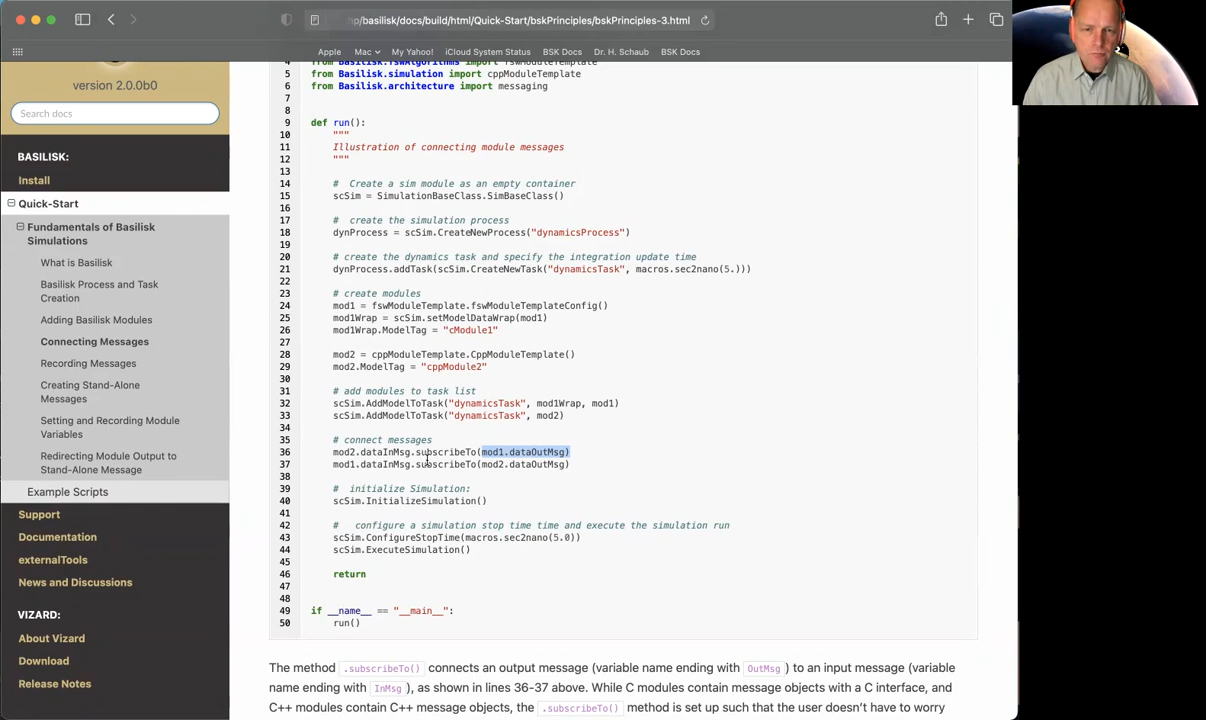 :p/basilisk/docs/build/html/Quick-Start/bskPrinciples/bskPrinciples-3.html
Apple Mac My Yahoo! iCloud System Status BSK Docs Dr. H. Schaub BSK Docs
version 2.0.0b0
Search docs
BASILISK:
Install
Quick-Start
Fundamentals of Basilisk
Simulations
What is Basilisk
Basilisk Process and Task
Creation
Adding Basilisk Modules
Connecting Messages
Recording Messages
Creating Stand-Alone
Messages
Setting and Recording Module
Variables
Redirecting Module Output to
Stand-Alone Message
Example Scripts
Support
Documentation
externalTools
News and Discussions
VIZARD:
About Vizard
Download
Release Notes
4 from Basilisk.fswAlgorithms import fswModuleTemplate
5 from Basilisk.simulation import cppModuleTemplate
6 from Basilisk.architecture import messaging
7
8
9 def run():
10 """
11 Illustration of connecting module messages
12 """
13
14 # Create a sim module as an empty container
15 scSim = SimulationBaseClass.SimBaseClass()
16
17 # create the simulation process
18 dynProcess = scSim.CreateNewProcess("dynamicsProcess")
19
20 # create the dynamics task and specify the integration update time
21 dynProcess.addTask(scSim.CreateNewTask("dynamicsTask", macros.sec2nano(5.)))
22
23 # create modules
24 mod1 = fswModuleTemplate.fswModuleTemplateConfig()
25 mod1Wrap = scSim.setModelDataWrap(mod1)
26 mod1Wrap.ModelTag = "cModule1"
27
28 mod2 = cppModuleTemplate.CppModuleTemplate()
29 mod2.ModelTag = "cppModule2"
30
31 # add modules to task list
32 scSim.AddModelToTask("dynamicsTask", mod1Wrap, mod1)
33 scSim.AddModelToTask("dynamicsTask", mod2)
34
35 # connect messages
36 mod2.dataInMsg.subscribeTo(mod1.dataOutMsg)
37 mod1.dataInMsg.subscribeTo(mod2.dataOutMsg)
38
39 # initialize Simulation:
40 scSim.InitializeSimulation()
41
42 # configure a simulation stop time time and execute the simulation run
43 scSim.ConfigureStopTime(macros.sec2nano(5.0))
44 scSim.ExecuteSimulation()
45
46 return
47
48
49 if __name__ == "__main__":
50 run()
The method .subscribeTo() connects an output message (variable name ending with OutMsg ) to an input message (variable
name ending with InMsg ), as shown in lines 36-37 above. While C modules contain message objects with a C interface, and
C++ modules contain C++ message objects, the .subscribeTo() method is set up such that the user doesn't have to worry